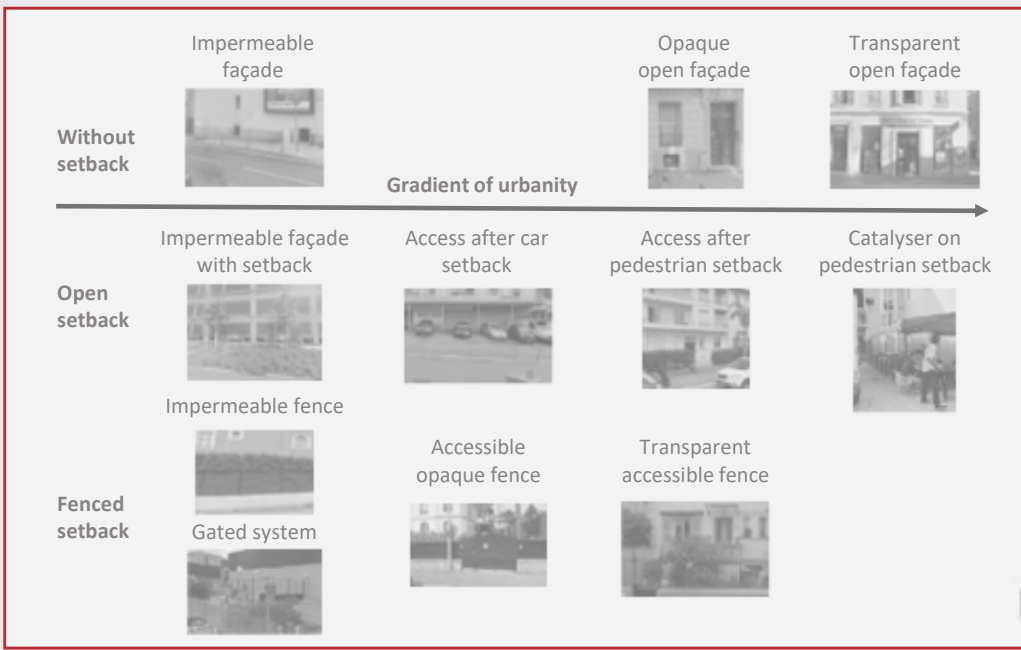 Impermeable
façade
Opaque
open façade
Transparent
open façade
Without
setback
Gradient of urbanity
Impermeable façade
with setback
Access after car
setback
Access after
pedestrian setback
Catalyser on
pedestrian setback
Open
setback
Impermeable fence
Accessible
opaque fence
Transparent
accessible fence
Fenced
setback
Gated system